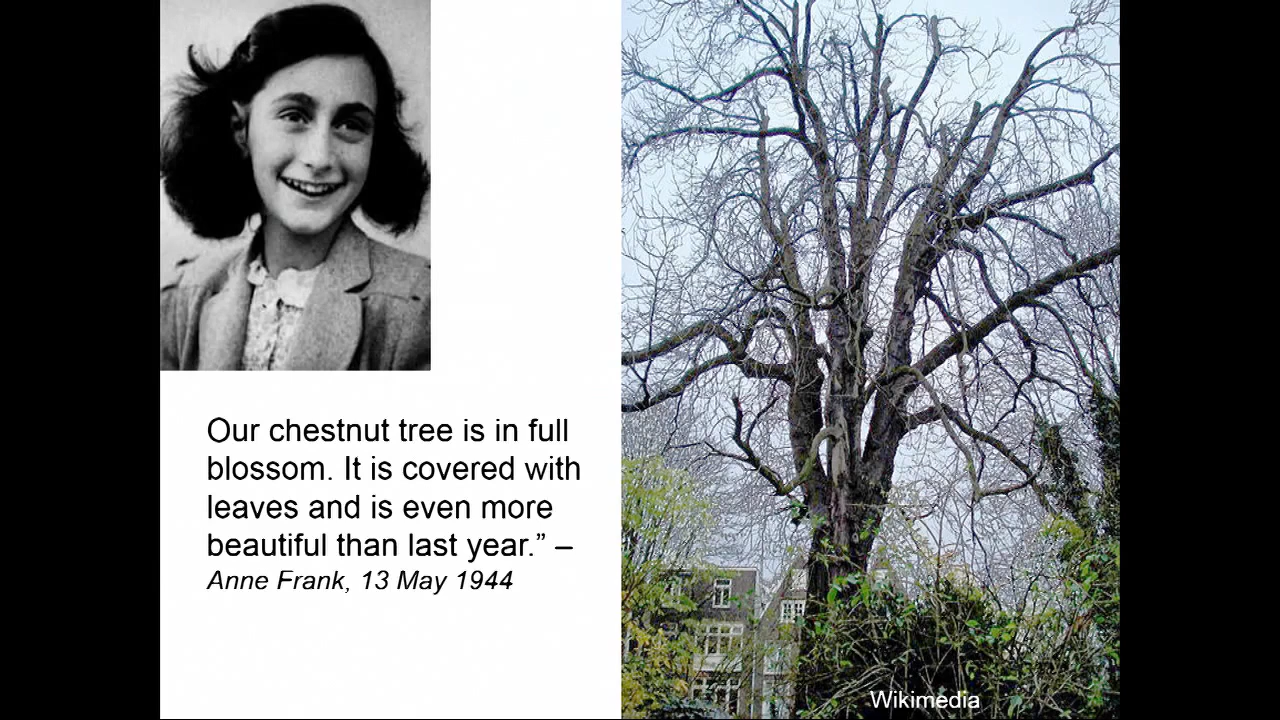 Our chestnut tree is in full
blossom. It is covered with
leaves and is even more
beautiful than last year.” –
Anne Frank, 13 May 1944
Wikimedia